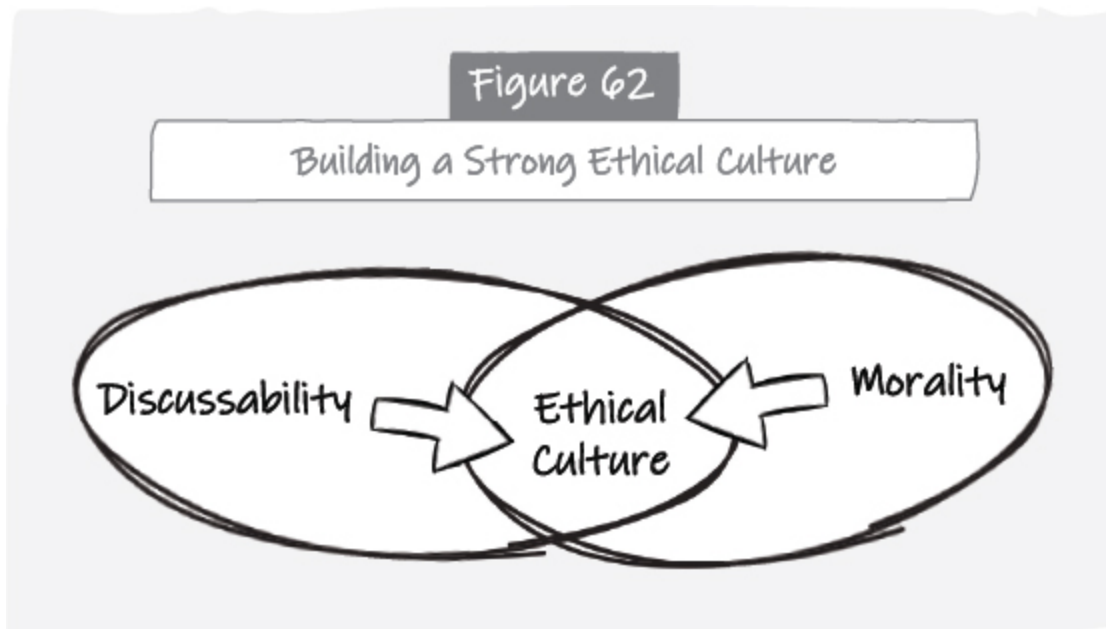 Figure 62
Building a Strong Ethical Culture
Discussability
Ethical
Culture
Morality